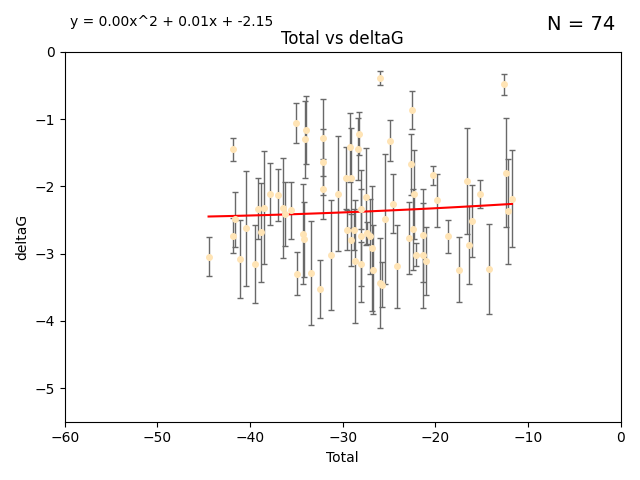 y = 0.00x^2 + 0.01x + -2.15
N = 74
Total vs deltaG
0
−1
−2
−3
−4
−5
deltaG
−60
−50
−40
−30
−20
−10
0
Total